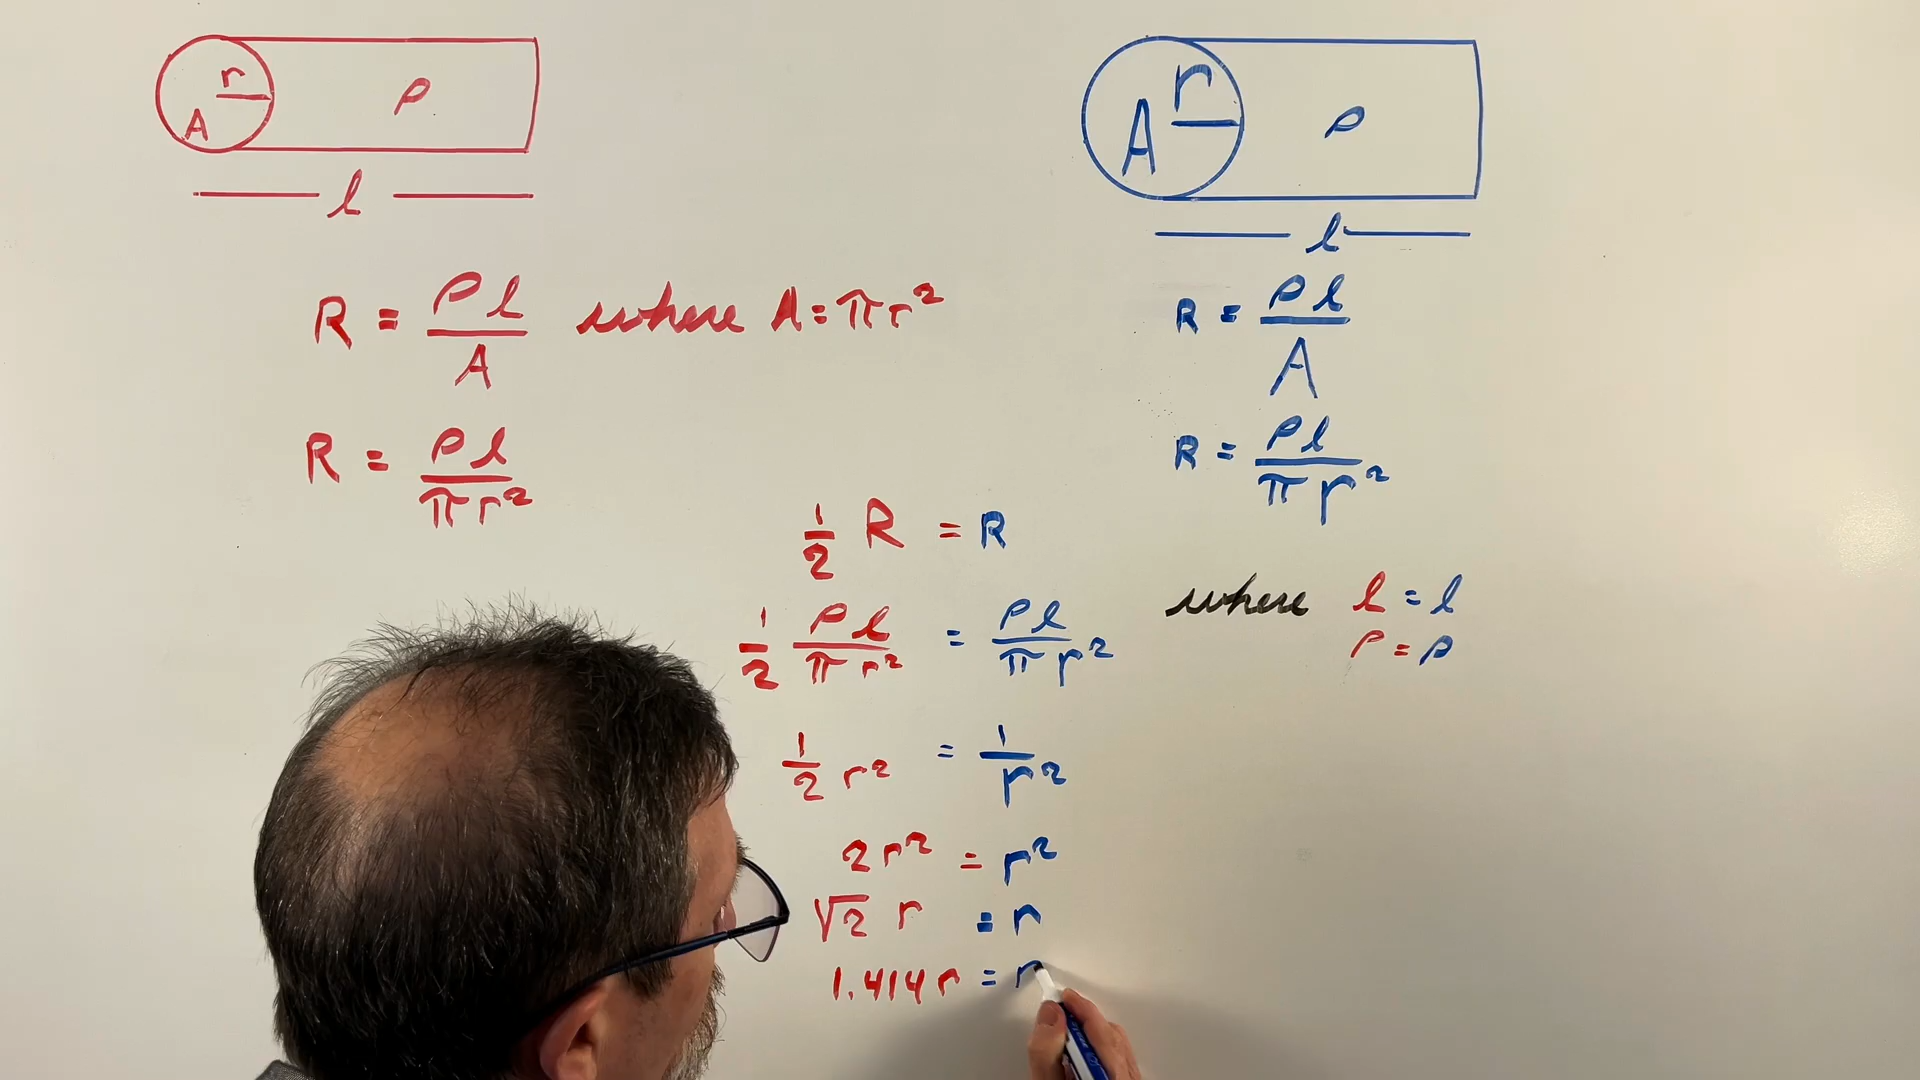 r
A
ρ
l
R = ρl/A where A = πr²
R = ρl/πr²
r
A
ρ
l
R = ρl/A
R = ρl/πr²
1/2 R = R
1/2 ρl/πr² = ρl/πr²
where l = l
ρ = ρ
1/2 r² = 1/r²
2r² = r²
√2 r = r
1.414 r = r